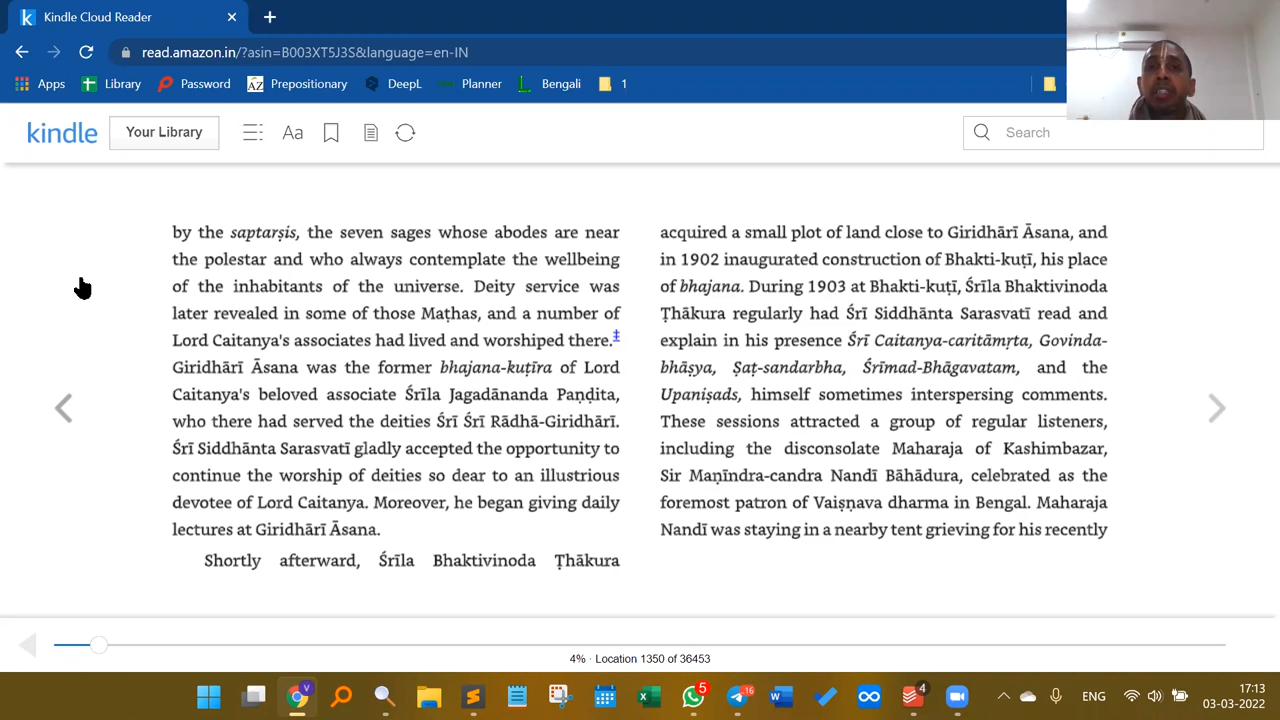 Kindle Cloud Reader
read.amazon.in/?asin=B003XT5J3S&language=en-IN
Apps Library Password Prepositionary DeepL Planner Bengali 1
kindle Your Library Aa Search
by the saptarṣis, the seven sages whose abodes are near
the polestar and who always contemplate the wellbeing
of the inhabitants of the universe. Deity service was
later revealed in some of those Maṭhas, and a number of
Lord Caitanya's associates had lived and worshiped there.‡
Giridhārī Āsana was the former bhajana-kuṭīra of Lord
Caitanya's beloved associate Śrīla Jagadānanda Paṇḍita,
who there had served the deities Śrī Śrī Rādhā-Giridhārī.
Śrī Siddhānta Sarasvatī gladly accepted the opportunity to
continue the worship of deities so dear to an illustrious
devotee of Lord Caitanya. Moreover, he began giving daily
lectures at Giridhārī Āsana.
Shortly afterward, Śrīla Bhaktivinoda Ṭhākura
acquired a small plot of land close to Giridhārī Āsana, and
in 1902 inaugurated construction of Bhakti-kuṭī, his place
of bhajana. During 1903 at Bhakti-kuṭī, Śrīla Bhaktivinoda
Ṭhākura regularly had Śrī Siddhānta Sarasvatī read and
explain in his presence Śrī Caitanya-caritāmṛta, Govinda-
bhāṣya, Ṣaṭ-sandarbha, Śrīmad-Bhāgavatam, and the
Upaniṣads, himself sometimes interspersing comments.
These sessions attracted a group of regular listeners,
including the disconsolate Maharaja of Kashimbazar,
Sir Maṇīndra-candra Nandī Bāhādura, celebrated as the
foremost patron of Vaiṣṇava dharma in Bengal. Maharaja
Nandī was staying in a nearby tent grieving for his recently
4% · Location 1350 of 36453
V 5 16 4 ENG 17:13
03-03-2022